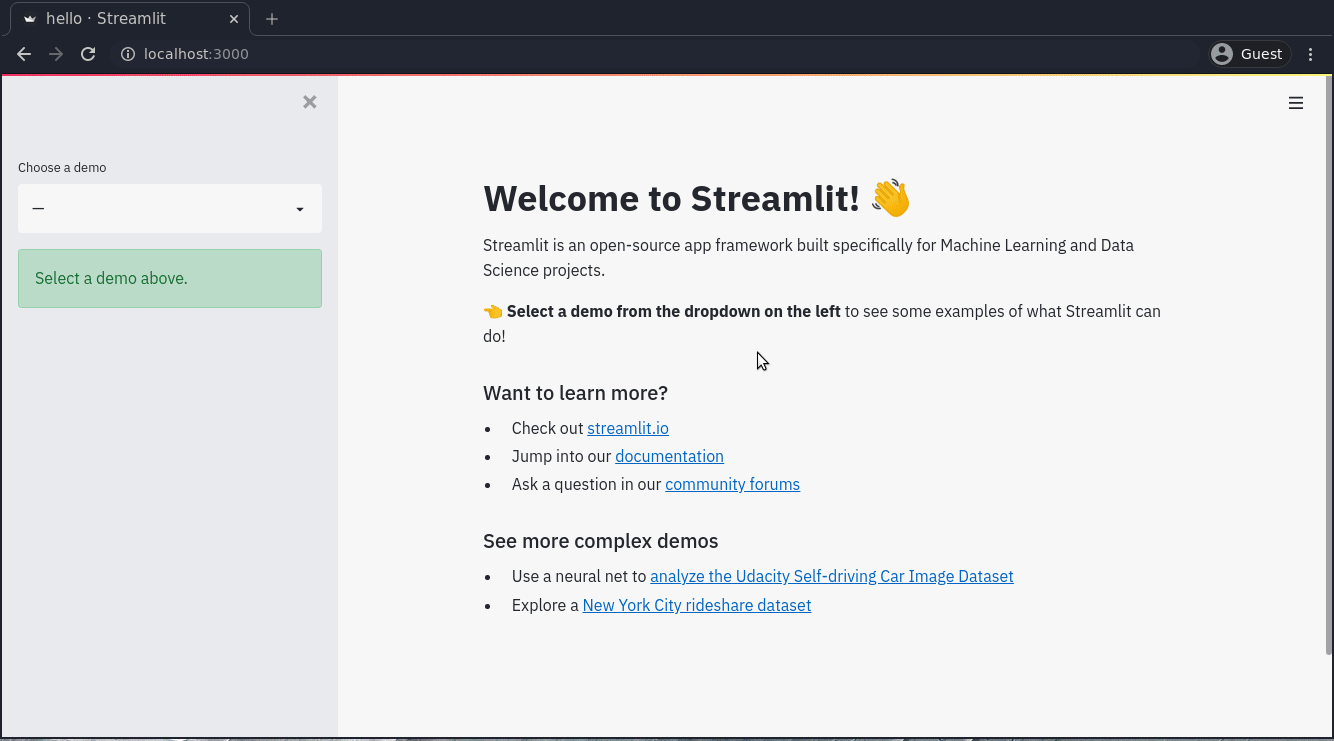 hello · Streamlit
localhost:3000
Guest
Choose a demo
—
Select a demo above.
Welcome to Streamlit! 👋
Streamlit is an open-source app framework built specifically for Machine Learning and Data
Science projects.
👈 Select a demo from the dropdown on the left to see some examples of what Streamlit can
do!
Want to learn more?
• Check out streamlit.io
• Jump into our documentation
• Ask a question in our community forums
See more complex demos
• Use a neural net to analyze the Udacity Self-driving Car Image Dataset
• Explore a New York City rideshare dataset